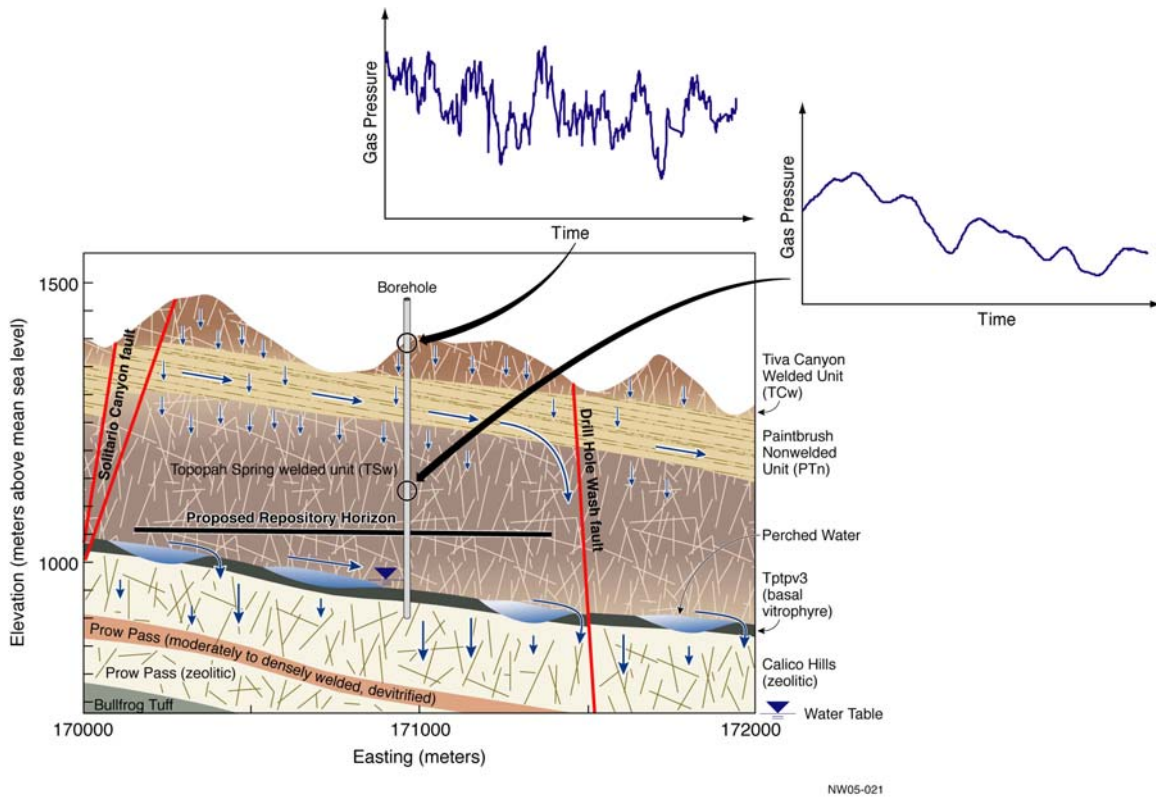 Gas Pressure
Time
Gas Pressure
Time
1500
1000
Elevation (meters above mean sea level)
Borehole
Solitario Canyon fault
Topopah Spring welded unit (TSw)
Proposed Repository Horizon
Drill Hole Wash fault
Prow Pass (moderately to densely welded, devitrified)
Prow Pass (zeolitic)
Bullfrog Tuff
Tiva Canyon
Welded Unit
(TCw)
Paintbrush
Nonwelded
Unit (PTn)
Perched Water
Tptpv3
(basal
vitrophyre)
Calico Hills
(zeolitic)
Water Table
170000
171000
172000
Easting (meters)
NW05-021